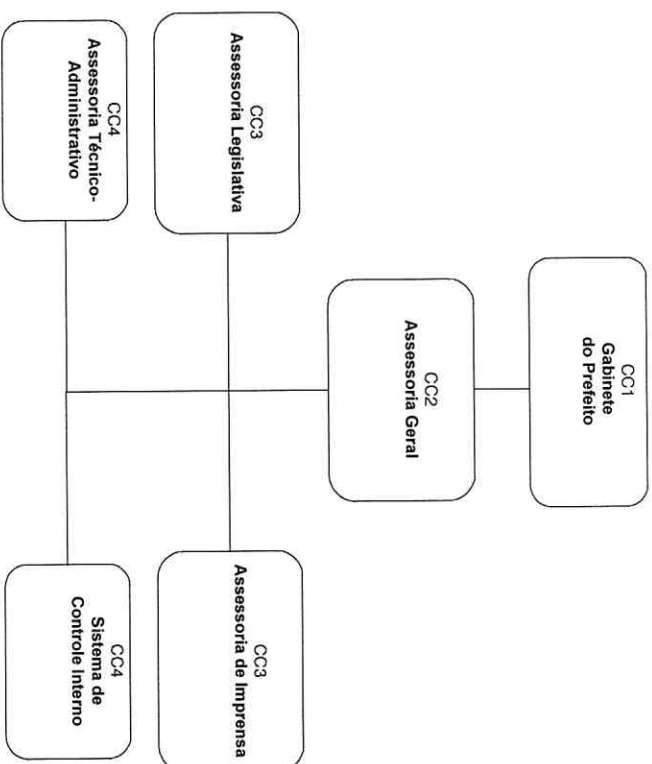 CC1
Gabinete
do Prefeito
CC2
Assessoria Geral
CC3
Assessoria Legislativa
CC3
Assessoria de Imprensa
CC4
Assessoria Técnico-
Administrativo
CC4
Sistema de
Controle Interno